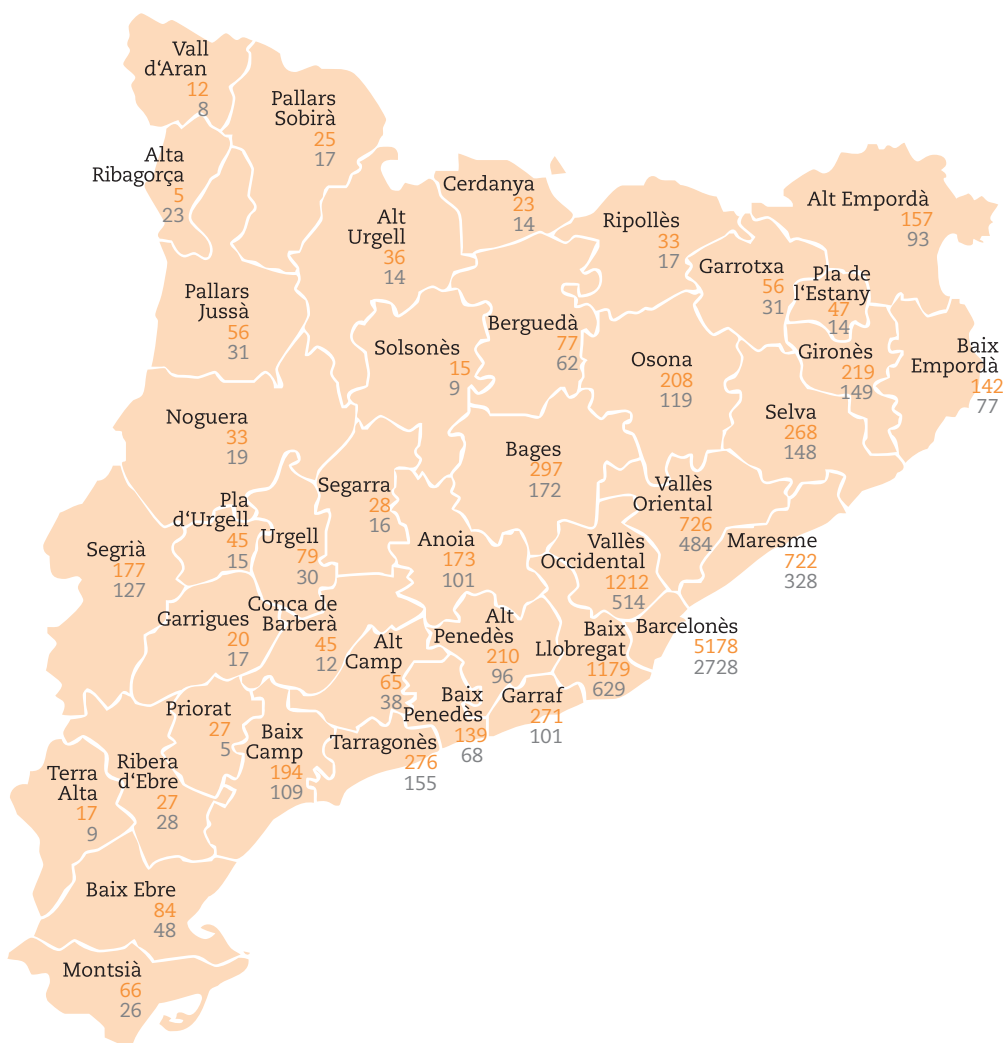 Vall
d‘Aran
12
8
Pallars
Sobirà
25
17
Alta
Ribagorça
5
23
Cerdanya
23
14
Alt
Urgell
36
14
Ripollès
33
17
Alt Empordà
157
93
Garrotxa
56
31
Pla de
l‘Estany
47
14
Pallars
Jussà
56
31
Solsonès
15
9
Berguedà
77
62
Osona
208
119
Gironès
219
149
Baix
Empordà
142
77
Noguera
33
19
Selva
268
148
Bages
297
172
Segarra
28
16
Vallès
Oriental
726
484
Pla
d‘Urgell
45
15
Urgell
79
30
Segrià
177
127
Anoia
173
101
Vallès
Occidental
1212
514
Maresme
722
328
Garrigues
20
17
Conca de
Barberà
45
12
Alt
Camp
65
38
Alt
Penedès
210
96
Baix
Llobregat
1179
629
Barcelonès
5178
2728
Priorat
27
5
Baix
Camp
194
109
Tarragonès
276
155
Baix
Penedès
139
68
Garraf
271
101
Terra
Alta
17
9
Ribera
d‘Ebre
27
28
Baix Ebre
84
48
Montsià
66
26